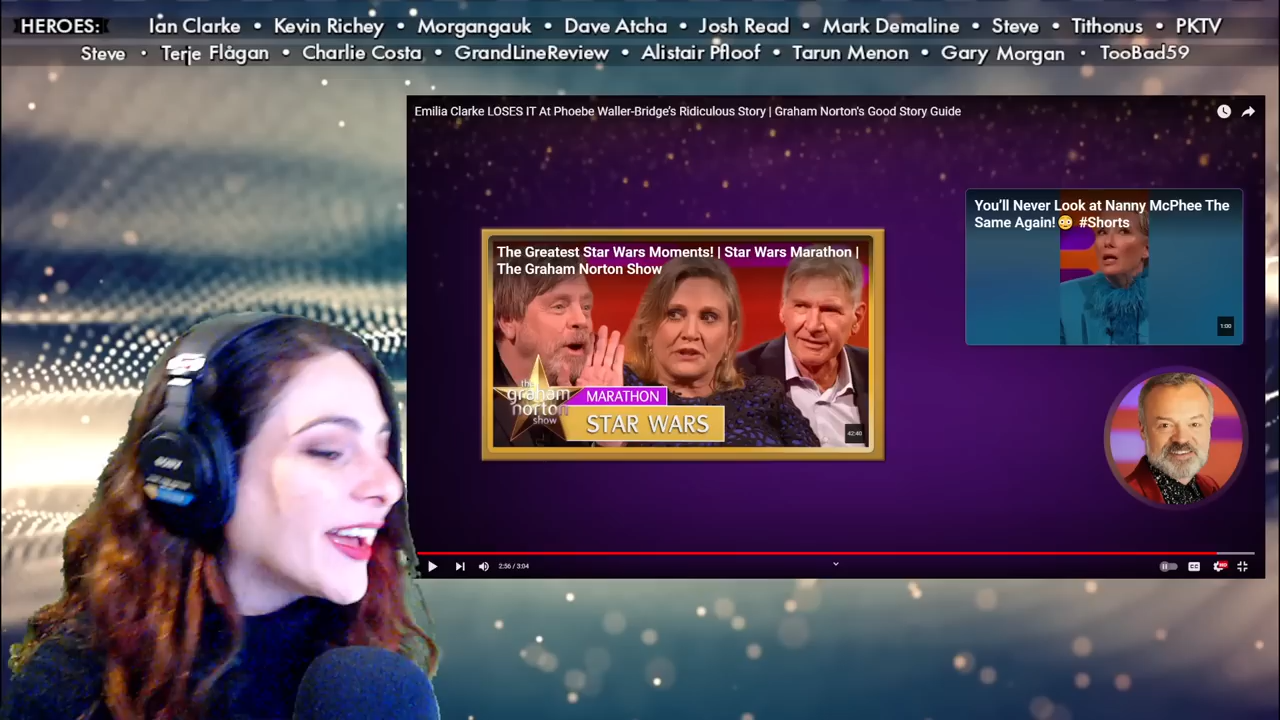 HEROES: Ian Clarke • Kevin Richey • Morgangauk • Dave Atcha • Josh Read • Mark Demaline • Steve • Tithonus • PKTV
Steve • Terje Flågan • Charlie Costa • GrandLineReview • Alistair Pfloof • Tarun Menon • Gary Morgan • TooBad59
Emilia Clarke LOSES IT At Phoebe Waller-Bridge's Ridiculous Story | Graham Norton's Good Story Guide
The Greatest Star Wars Moments! | Star Wars Marathon |
The Graham Norton Show
the
graham
norton
show
MARATHON
STAR WARS
42:40
You'll Never Look at Nanny McPhee The
Same Again!😳 #Shorts
1:00
2:56 / 3:04
CC
HD